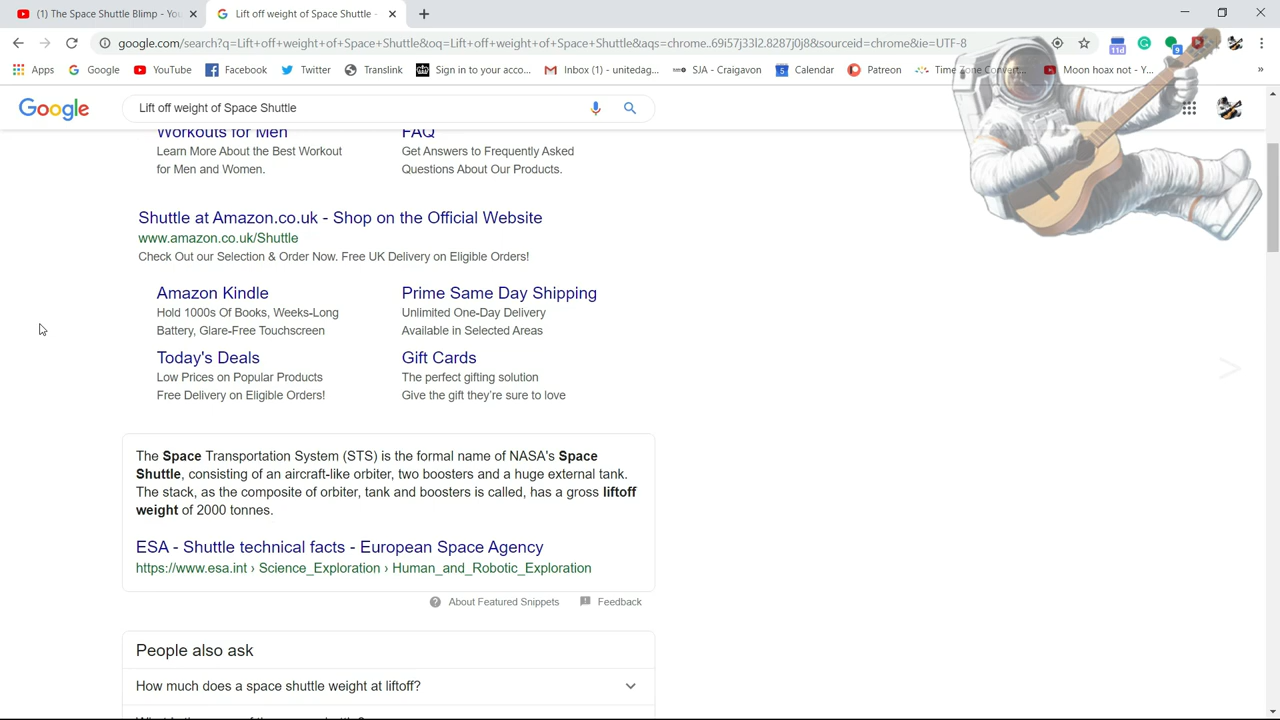 (1) The Space Shuttle Blimp - You
Lift off weight of Space Shuttle -
google.com/search?q=Lift+off+weight+of+Space+Shuttle&oq=Lift+off+weight+of+Space+Shuttle&aqs=chrome..69i57j33l2.8287j0j8&sourceid=chrome&ie=UTF-8
11d
9
Apps
Google
YouTube
Facebook
Twitter
Translink
Sign in to your acco...
Inbox (1) - unitedag...
SJA - Craigavon
5
Calendar
Patreon
Time Zone Convert...
Moon hoax not - Y...
»
Google
Lift off weight of Space Shuttle
Workouts for Men
Learn More About the Best Workout
for Men and Women.
FAQ
Get Answers to Frequently Asked
Questions About Our Products.
Shuttle at Amazon.co.uk - Shop on the Official Website
www.amazon.co.uk/Shuttle
Check Out our Selection & Order Now. Free UK Delivery on Eligible Orders!
Amazon Kindle
Hold 1000s Of Books, Weeks-Long
Battery, Glare-Free Touchscreen
Prime Same Day Shipping
Unlimited One-Day Delivery
Available in Selected Areas
Today's Deals
Low Prices on Popular Products
Free Delivery on Eligible Orders!
Gift Cards
The perfect gifting solution
Give the gift they're sure to love
The Space Transportation System (STS) is the formal name of NASA's Space
Shuttle, consisting of an aircraft-like orbiter, two boosters and a huge external tank.
The stack, as the composite of orbiter, tank and boosters is called, has a gross liftoff
weight of 2000 tonnes.
ESA - Shuttle technical facts - European Space Agency
https://www.esa.int › Science_Exploration › Human_and_Robotic_Exploration
About Featured Snippets
Feedback
People also ask
How much does a space shuttle weight at liftoff?